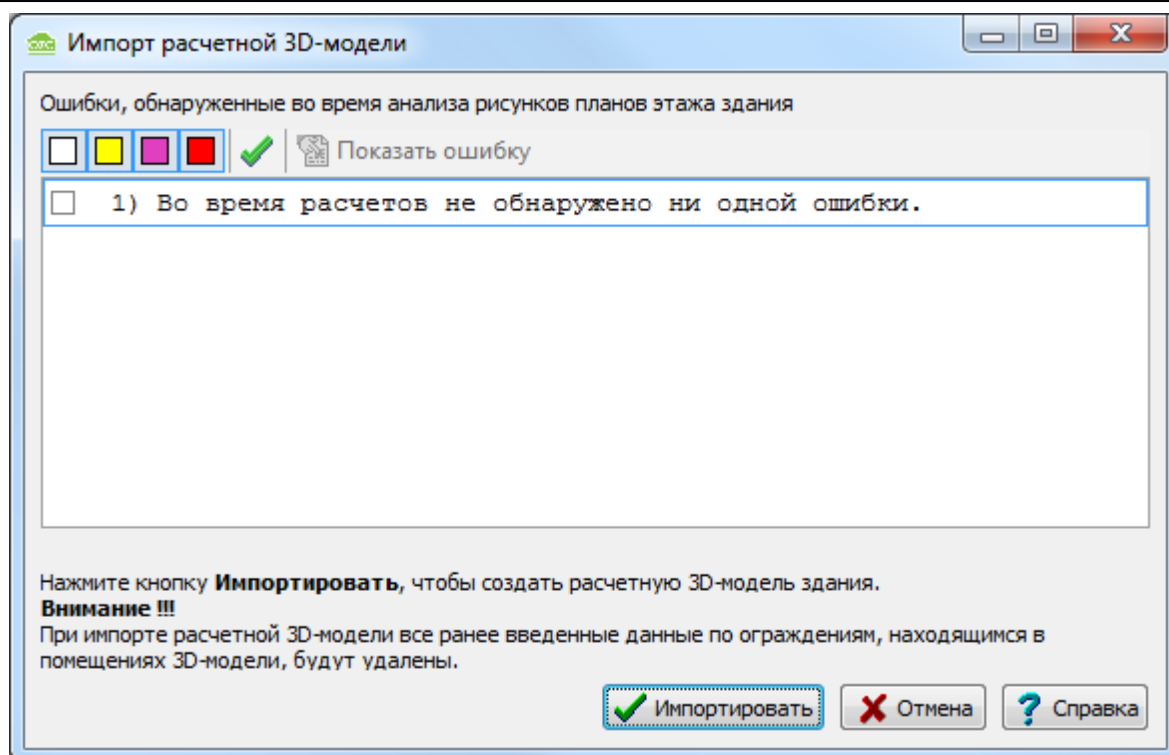 Импорт расчетной 3D-модели
Ошибки, обнаруженные во время анализа рисунков планов этажа здания
Показать ошибку
1) Во время расчетов не обнаружено ни одной ошибки.
Нажмите кнопку Импортировать, чтобы создать расчетную 3D-модель здания.
Внимание !!!
При импорте расчетной 3D-модели все ранее введенные данные по ограждениям, находящимся в
помещениях 3D-модели, будут удалены.
Импортировать Отмена ? Справка